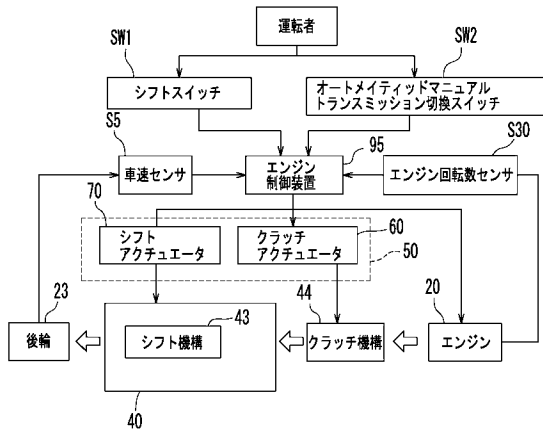 運転者
SW1
シフトスイッチ
SW2
オートメイティッドマニュアル
トランスミッション切換スイッチ
S5
車速センサ
エンジン
制御装置
95
S30
エンジン回転数センサ
70
シフト
アクチュエータ
クラッチ
アクチュエータ
60
50
23
後輪
43
シフト機構
40
44
クラッチ機構
20
エンジン